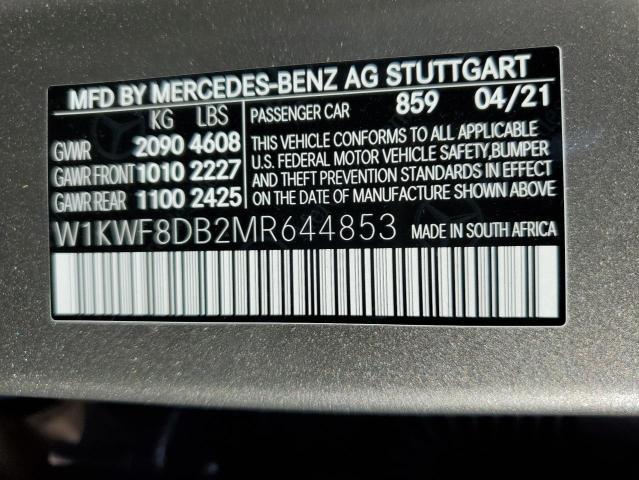 MFD BY MERCEDES-BENZ AG STUTTGART
KG LBS
GVWR 2090 4608
GAWR FRONT 1010 2227
GAWR REAR 1100 2425
PASSENGER CAR 859 04/21
THIS VEHICLE CONFORMS TO ALL APPLICABLE
U.S. FEDERAL MOTOR VEHICLE SAFETY,BUMPER
AND THEFT PREVENTION STANDARDS IN EFFECT
ON THE DATE OF MANUFACTURE SHOWN ABOVE
W1KWF8DB2MR644853
MADE IN SOUTH AFRICA